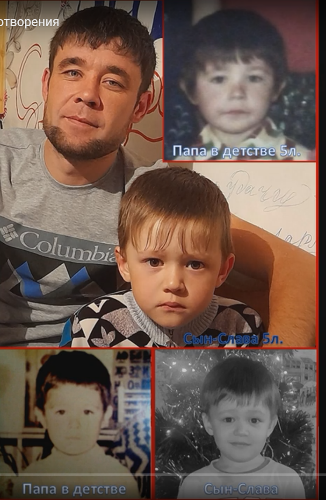 отворения
Папа в детстве 5л.
Columbia
Сын-Слава 5л.
Папа в детстве
Сын-Слава